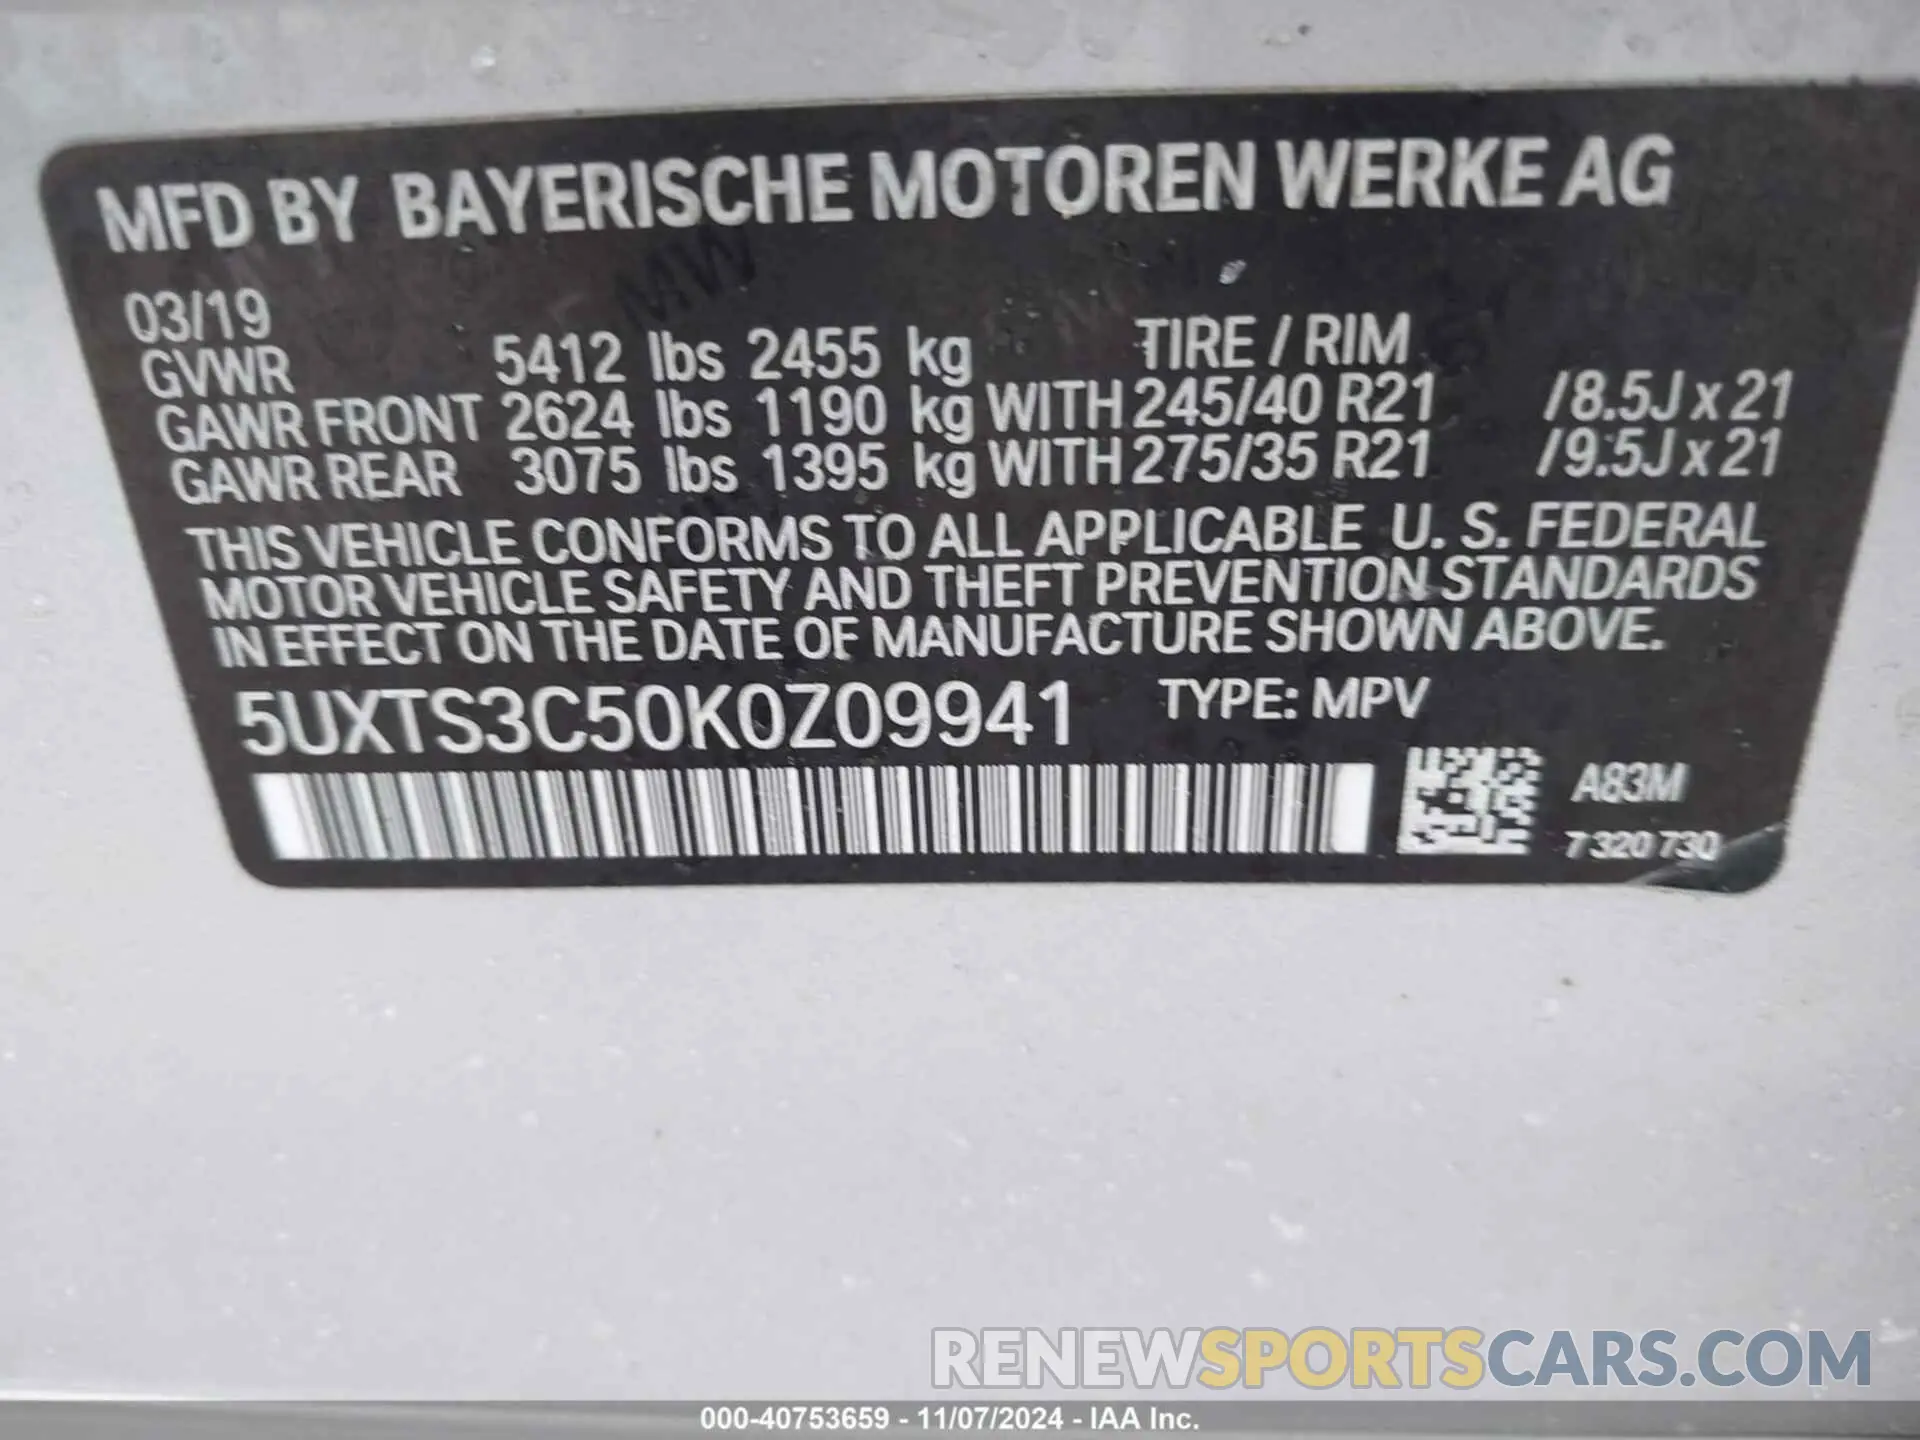 MFD BY BAYERISCHE MOTOREN WERKE AG
03/19
GVWR 5412 lbs 2455 kg TIRE / RIM
GAWR FRONT 2624 lbs 1190 kg WITH 245/40 R21 /8.5J x 21
GAWR REAR 3075 lbs 1395 kg WITH 275/35 R21 /9.5J x 21
THIS VEHICLE CONFORMS TO ALL APPLICABLE U. S. FEDERAL
MOTOR VEHICLE SAFETY AND THEFT PREVENTION STANDARDS
IN EFFECT ON THE DATE OF MANUFACTURE SHOWN ABOVE.
5UXTS3C50K0Z09941 TYPE: MPV
A83M
7 320 730
RENEWSPORTSCARS.COM
000-40753659 - 11/07/2024 - IAA Inc.